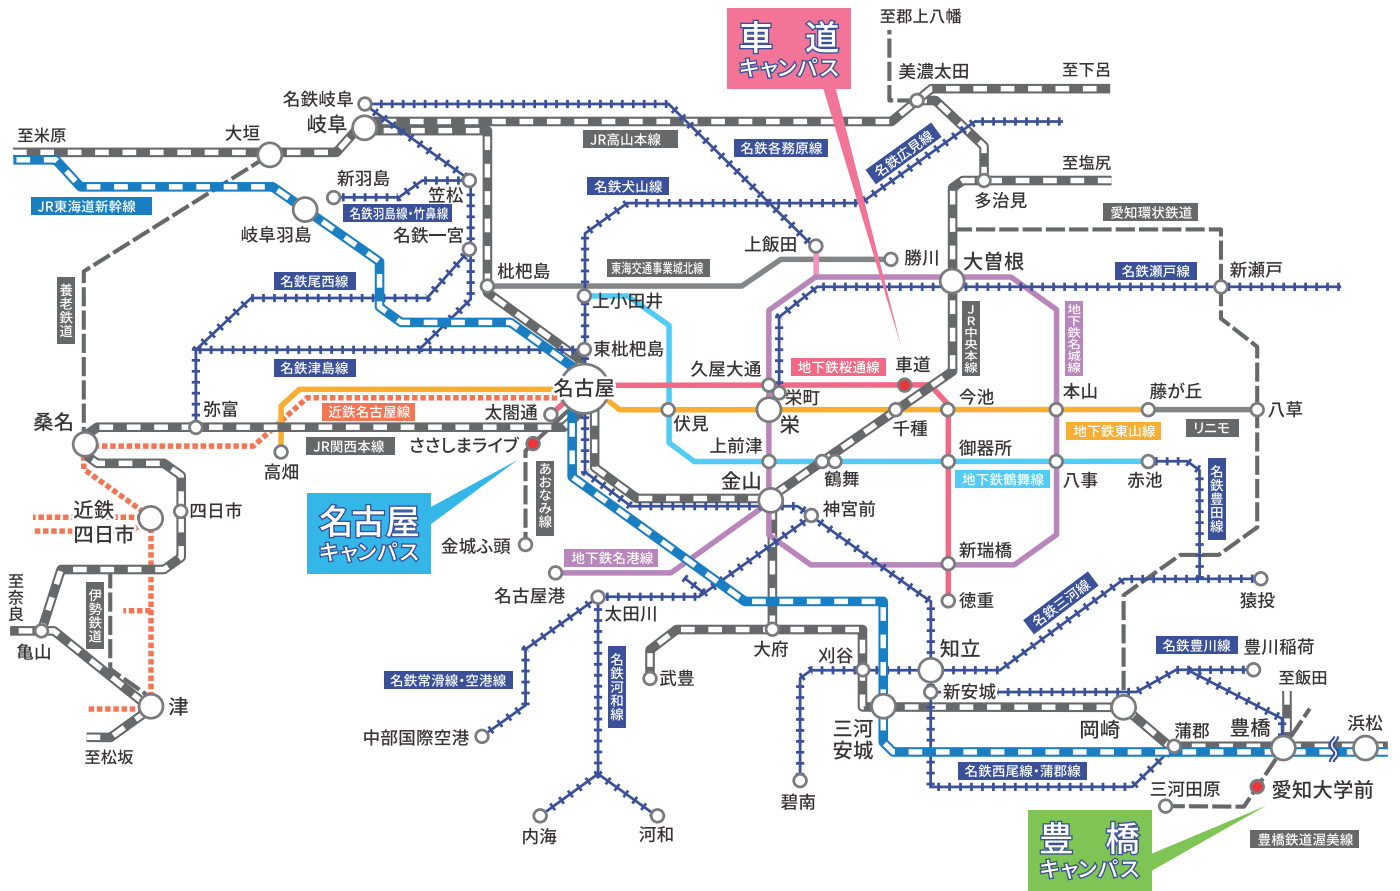 至郡上八幡
車 道
キャンパス
美濃太田
至下呂
名鉄岐阜
岐阜
至米原
大垣
JR高山本線
名鉄各務原線
名鉄広見線
至塩尻
多治見
新羽島
笠松
名鉄犬山線
JR東海道新幹線
名鉄羽島線・竹鼻線
愛知環状鉄道
岐阜羽島
名鉄一宮
上飯田
勝川
大曽根
名鉄瀬戸線
新瀬戸
枇杷島
東海交通事業城北線
名鉄尾西線
上小田井
養老鉄道
JR中央本線
地下鉄名城線
東枇杷島
名鉄津島線
久屋大通
地下鉄桜通線
車道
名古屋
弥富
近鉄名古屋線
太閤通
栄町
今池
本山
藤が丘
八草
桑名
JR関西本線
ささしまライブ
伏見
栄
千種
地下鉄東山線
リニモ
高畑
上前津
御器所
あおなみ線
金山
鶴舞
地下鉄鶴舞線
八事
赤池
名鉄豊田線
名古屋
キャンパス
近鉄
四日市
四日市
神宮前
金城ふ頭
地下鉄名港線
新瑞橋
至奈良
伊勢鉄道
名古屋港
太田川
徳重
名鉄三河線
猿投
亀山
大府
刈谷
知立
名鉄豊川線
豊川稲荷
名鉄常滑線・空港線
名鉄河和線
武豊
新安城
至飯田
津
三河
安城
岡崎
蒲郡
豊橋
浜松
至松坂
中部国際空港
名鉄西尾線・蒲郡線
碧南
三河田原
愛知大学前
内海
河和
豊 橋
キャンパス
豊橋鉄道渥美線